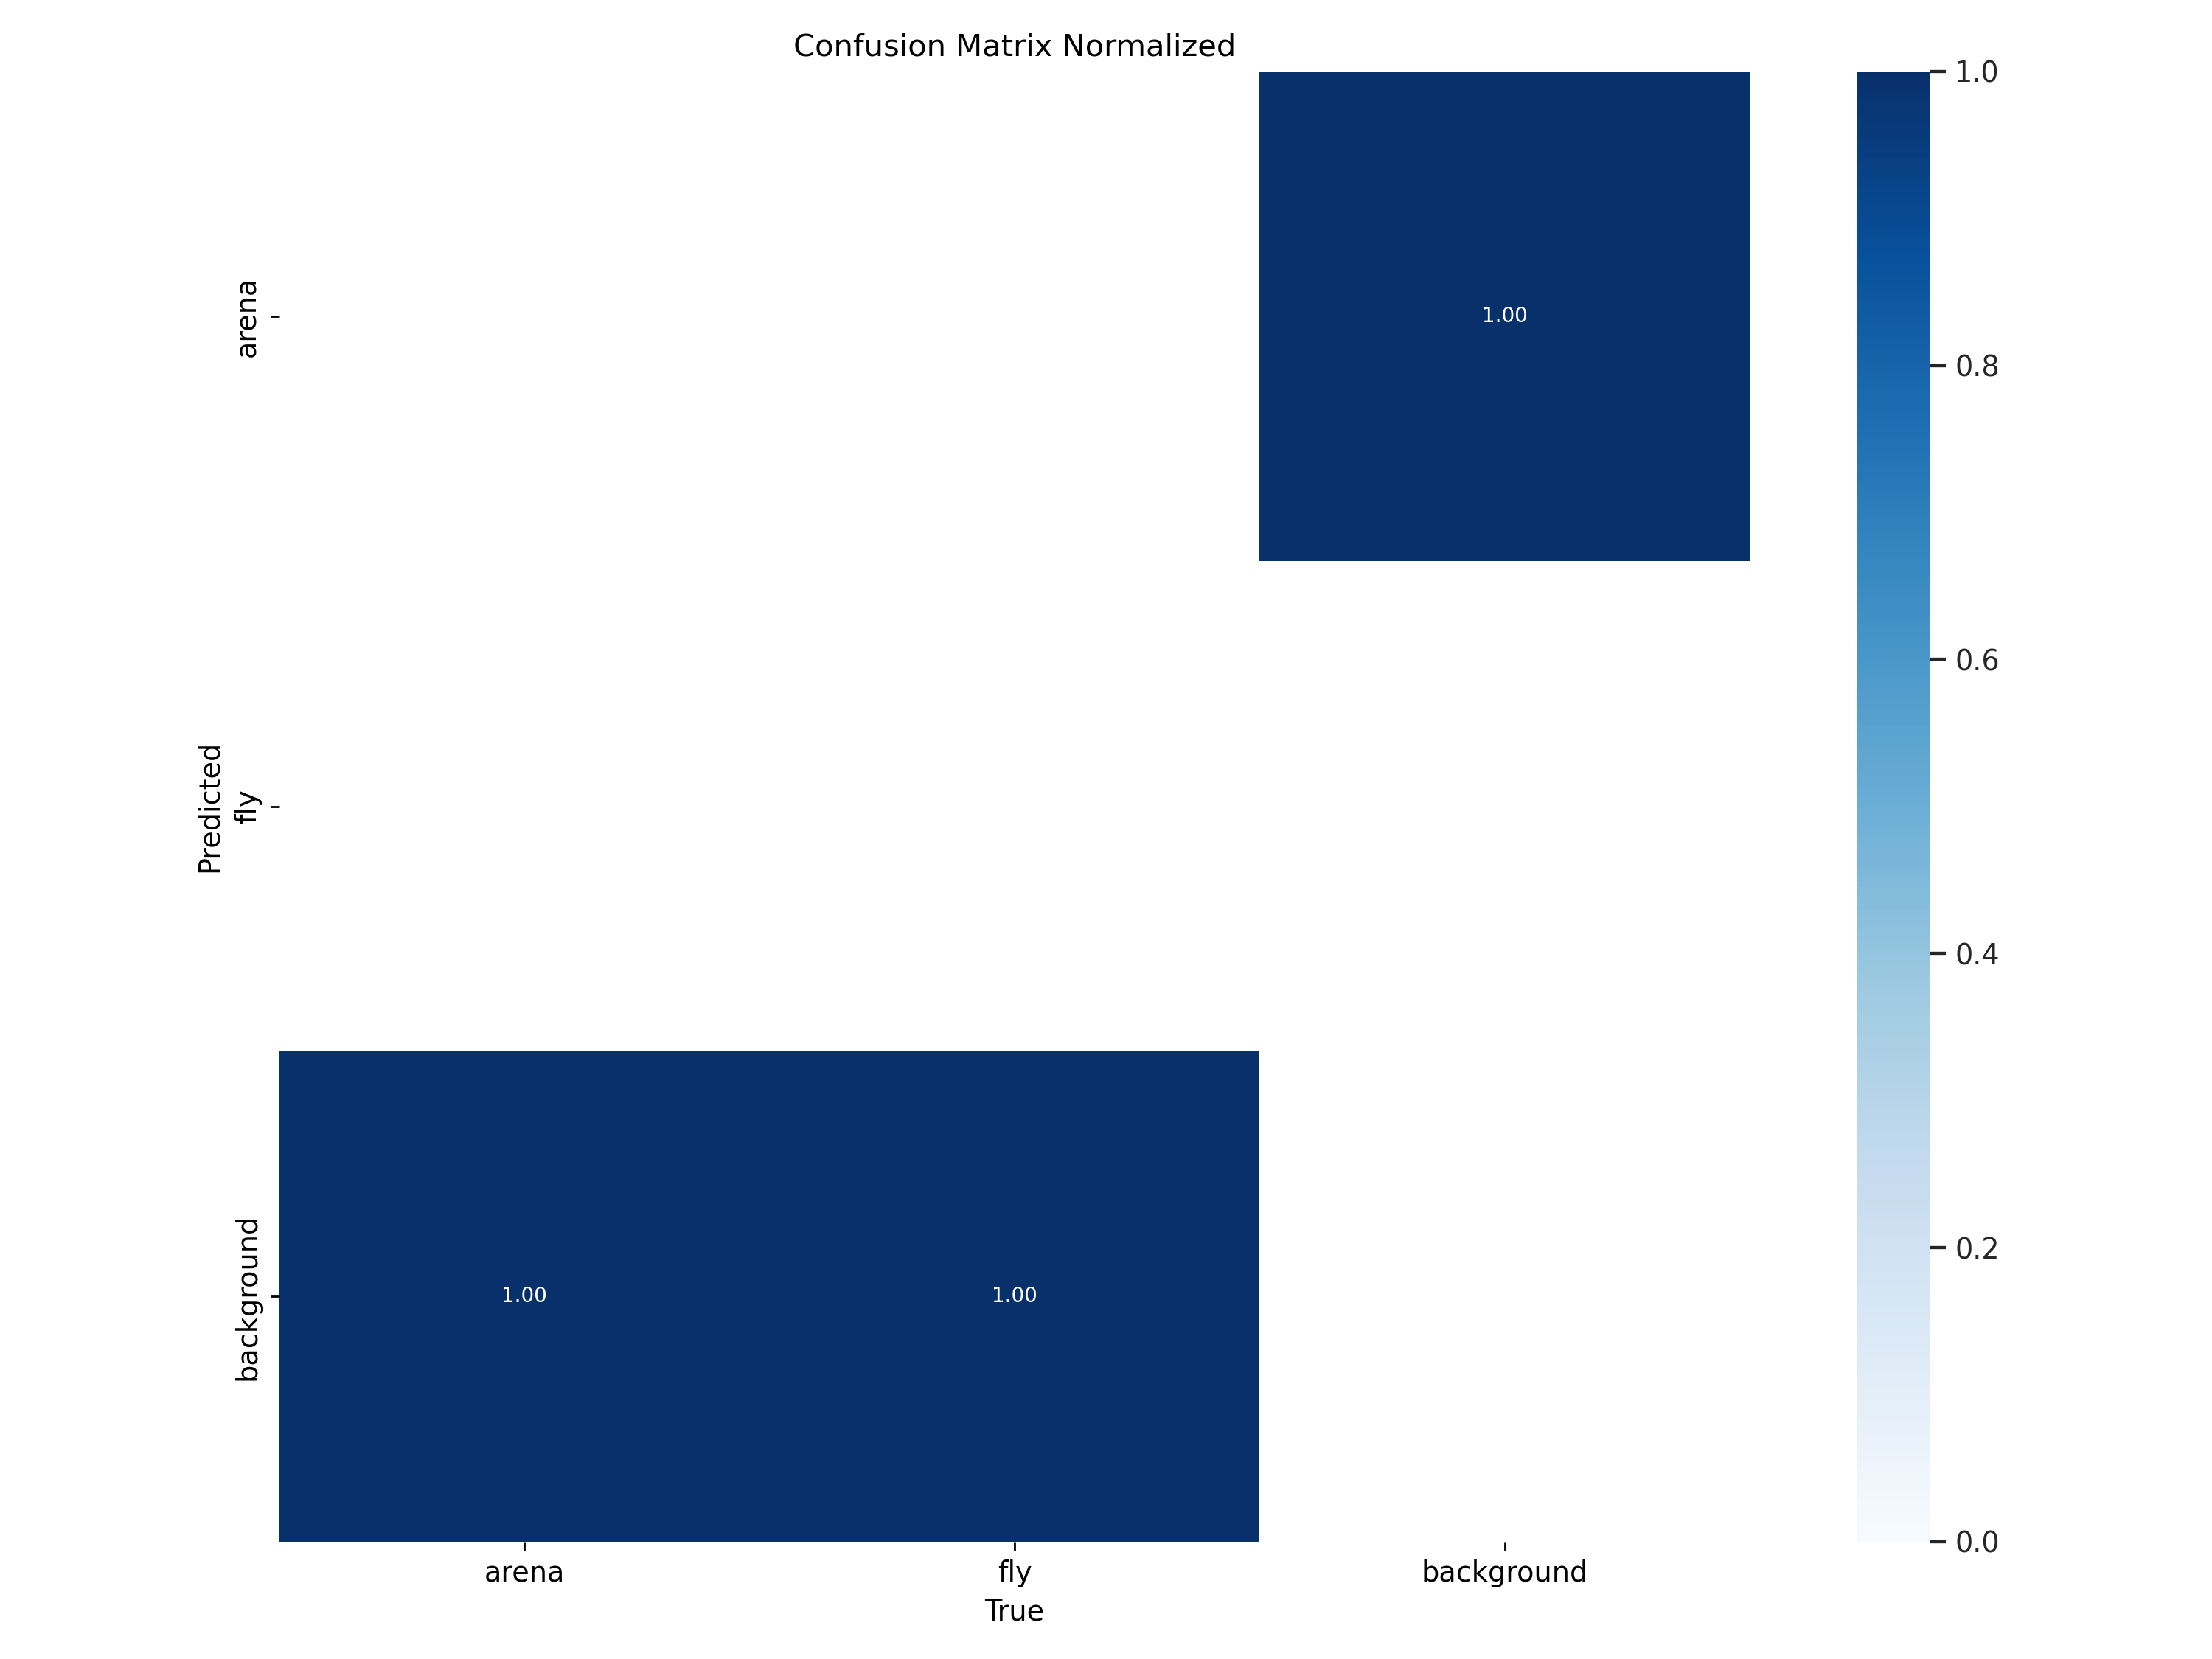 Confusion Matrix Normalized
1.0
arena
1.00
0.8
0.6
Predicted
fly
0.4
background
1.00
1.00
0.2
0.0
arena
fly
background
True